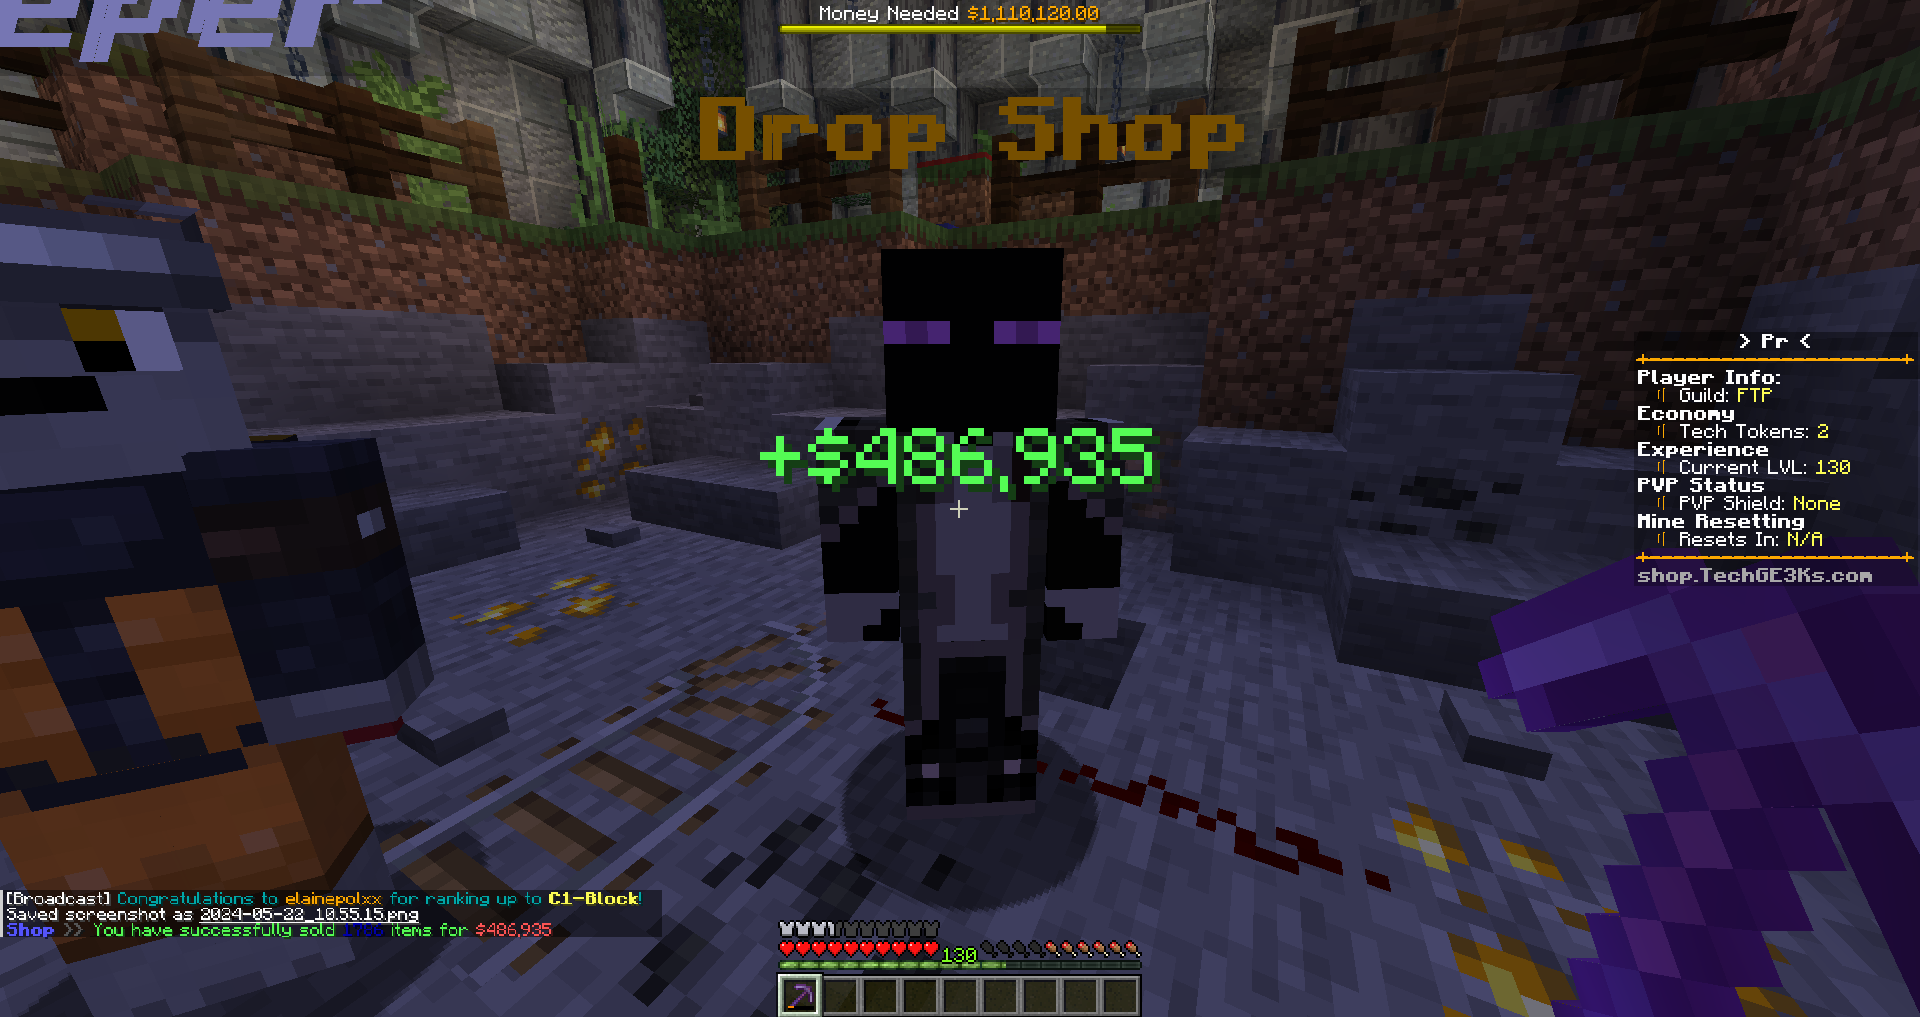 Money Needed $1,110,120.00
eper
Drop Shop
+$486,935
> Pr <
Player Info:
Guild: FTP
Economy
Tech Tokens: 2
Experience
Current LVL: 130
PVP Status
PVP Shield: None
Mine Resetting
Resets In: N/A
shop.TechGE3Ks.com
[Broadcast] Congratulations to elainepolxx for ranking up to C1-Block!
Saved screenshot as 2024-05-22_10.55.15.png
Shop >> You have successfully sold items for $486,935
130